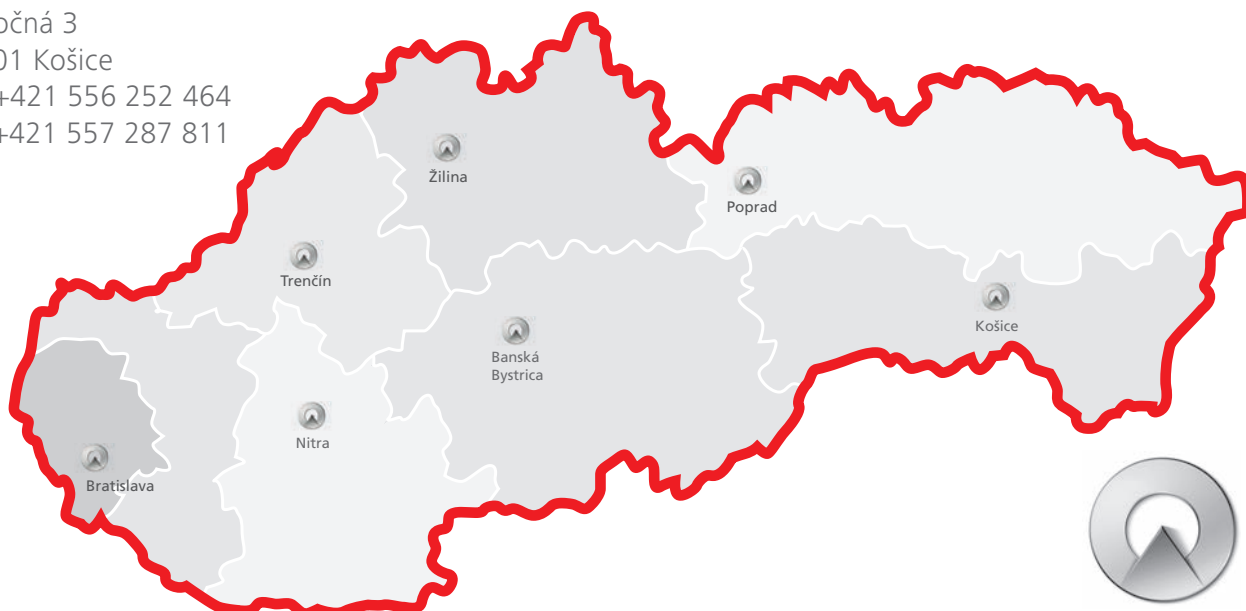 očná 3
01 Košice
+421 556 252 464
+421 557 287 811
Žilina
Poprad
Trenčín
Košice
Banská
Bystrica
Nitra
Bratislava